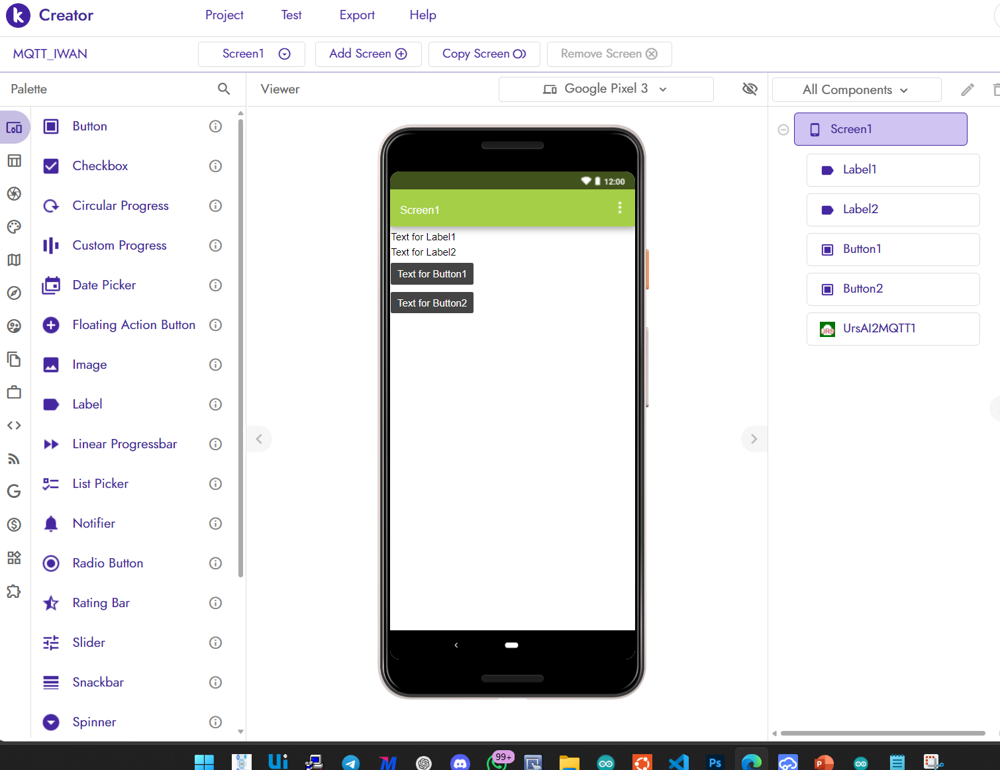 Creator
Project
Test
Export
Help
MQTT_IWAN
Screen1
Add Screen
Copy Screen
Remove Screen
Palette
Viewer
Google Pixel 3
All Components
Button
Checkbox
Circular Progress
Custom Progress
Date Picker
Floating Action Button
Image
Label
Linear Progressbar
List Picker
Notifier
Radio Button
Rating Bar
Slider
Snackbar
Spinner
12:00
Screen1
Text for Label1
Text for Label2
Text for Button1
Text for Button2
Screen1
Label1
Label2
Button1
Button2
UrsAI2MQTT1
Ui
99+
Ps